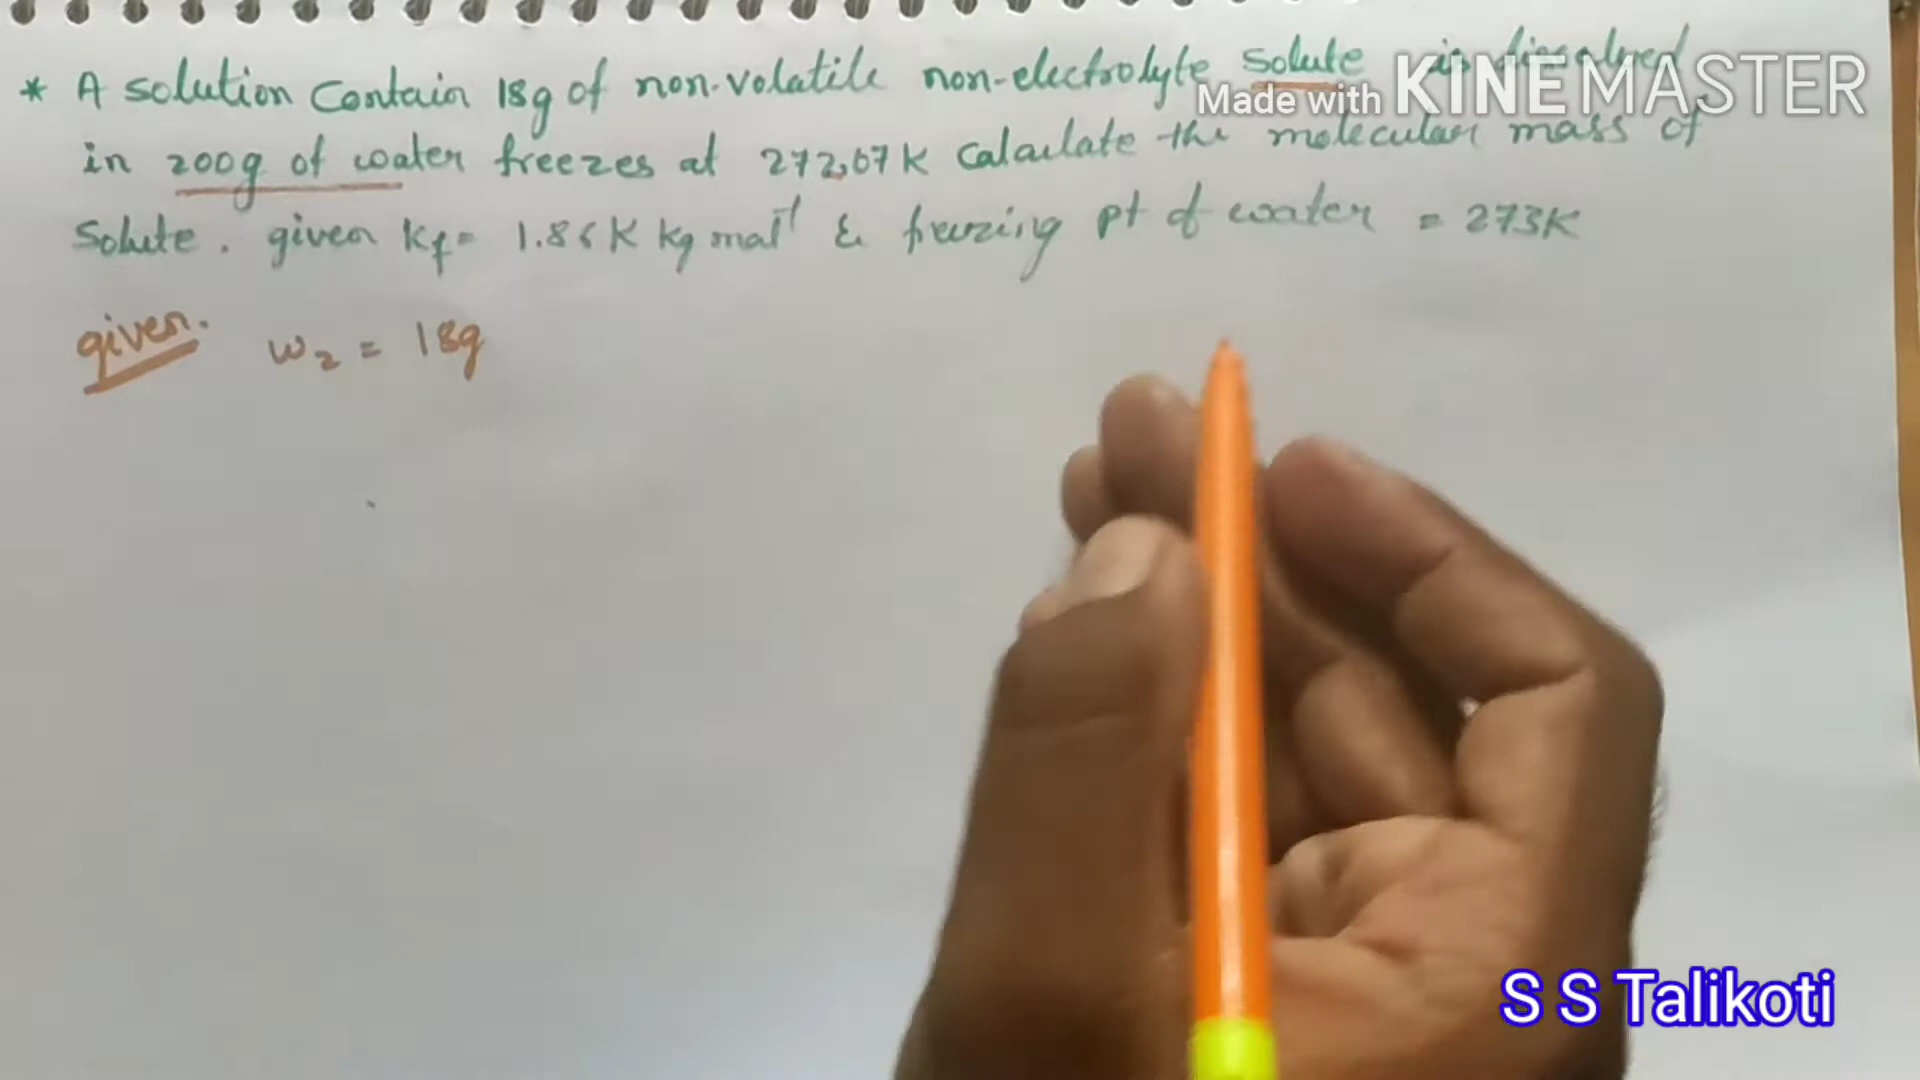 * A solution contain 18g of non-volatile non-electrolyte solute is dissolved
Made with KINEMASTER
in 200g of water freezes at 272.07K Calculate the molecular mass of
Solute. given Kf = 1.86 K Kg mol⁻¹ & freezing pt of water = 273K
given. w₂ = 18g
S S Talikoti